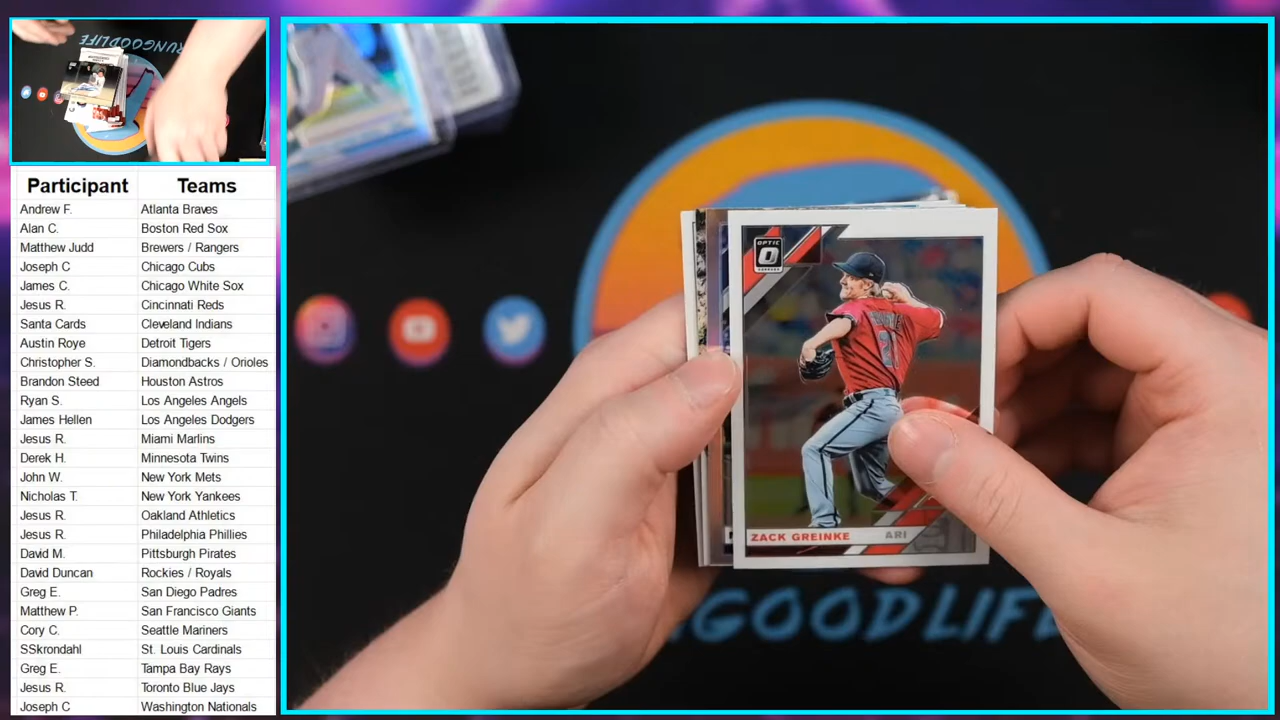 RUNGOODLIFE
Participant Teams
Andrew F. Atlanta Braves
Alan C. Boston Red Sox
Matthew Judd Brewers / Rangers
Joseph C Chicago Cubs
James C. Chicago White Sox
Jesus R. Cincinnati Reds
Santa Cards Cleveland Indians
Austin Roye Detroit Tigers
Christopher S. Diamondbacks / Orioles
Brandon Steed Houston Astros
Ryan S. Los Angeles Angels
James Hellen Los Angeles Dodgers
Jesus R. Miami Marlins
Derek H. Minnesota Twins
John W. New York Mets
Nicholas T. New York Yankees
Jesus R. Oakland Athletics
Jesus R. Philadelphia Phillies
David M. Pittsburgh Pirates
David Duncan Rockies / Royals
Greg E. San Diego Padres
Matthew P. San Francisco Giants
Cory C. Seattle Mariners
SSkrondahl St. Louis Cardinals
Greg E. Tampa Bay Rays
Jesus R. Toronto Blue Jays
Joseph C Washington Nationals
OPTIC
ZACK GREINKE ARI
NGOODLIFE